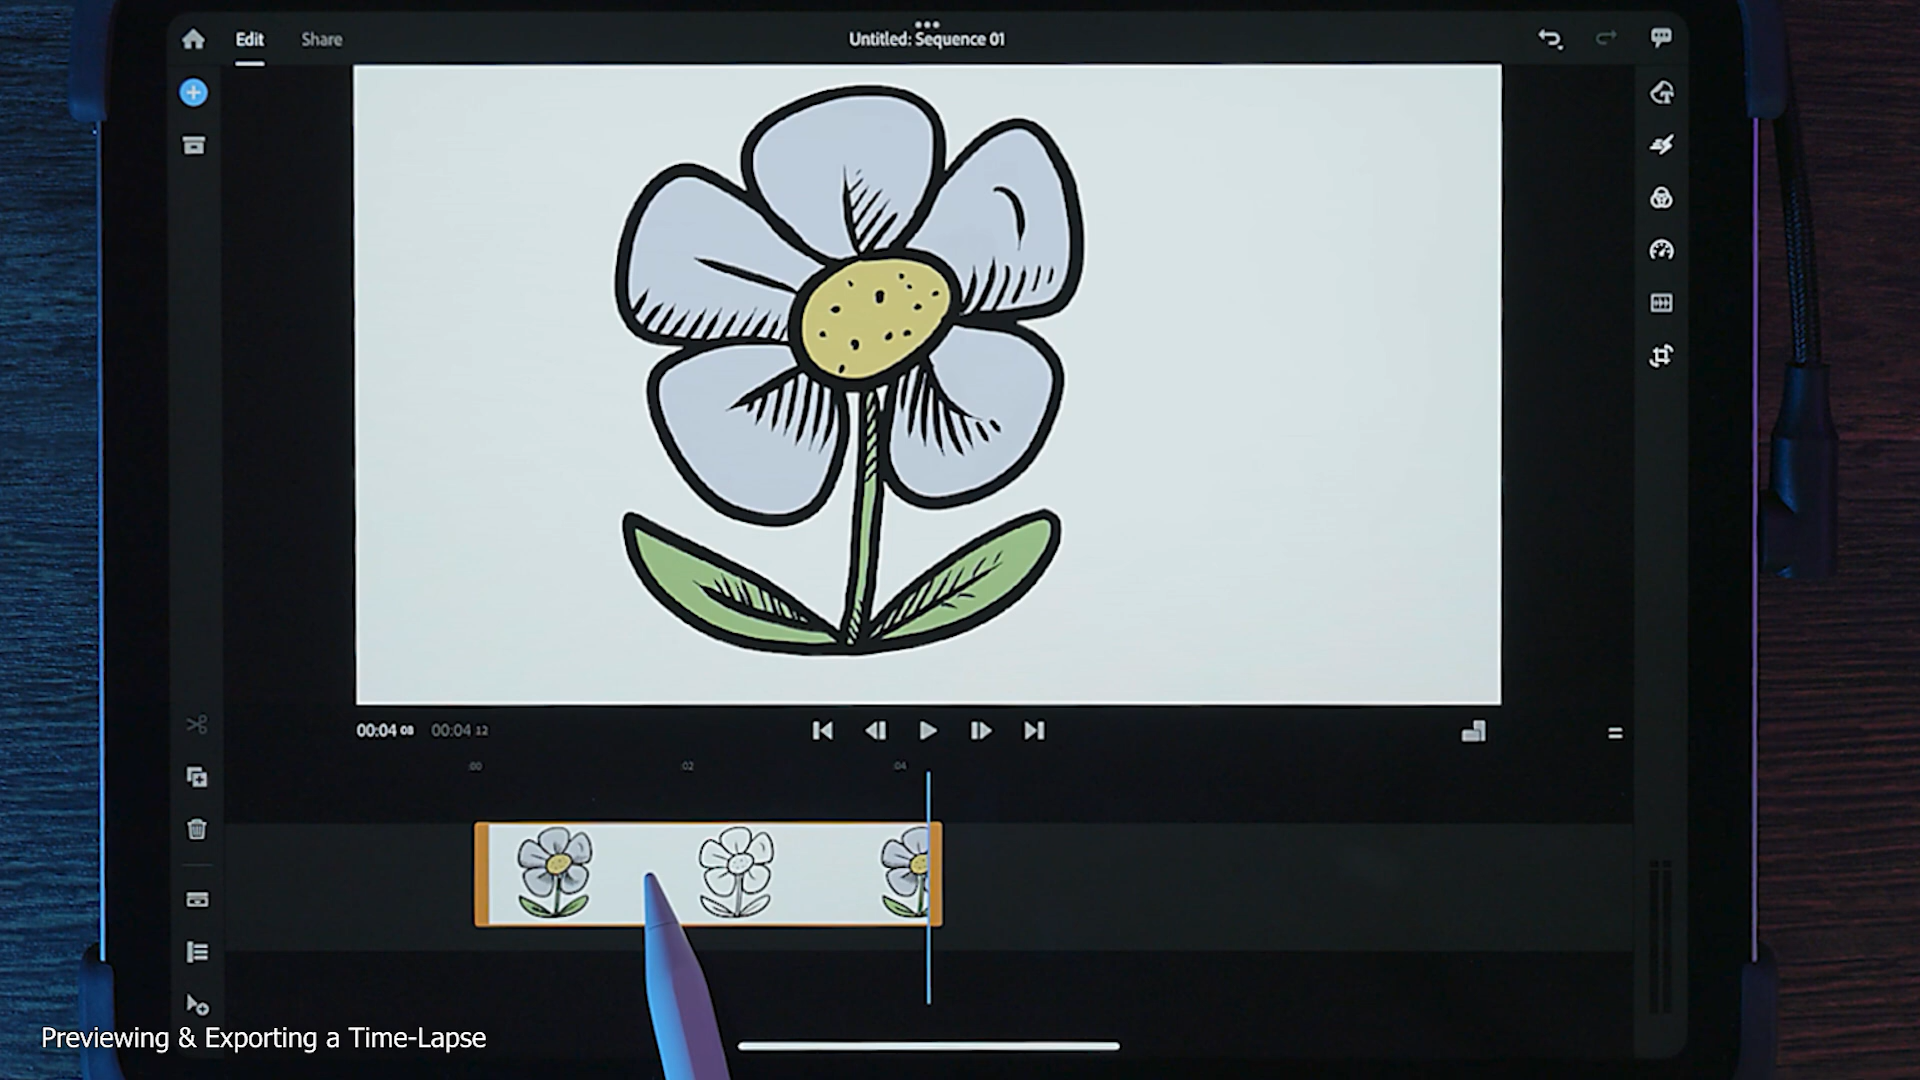 Edit
Share
Untitled: Sequence 01
00:04 08
00:04 12
:00
:02
:04
Previewing & Exporting a Time-Lapse